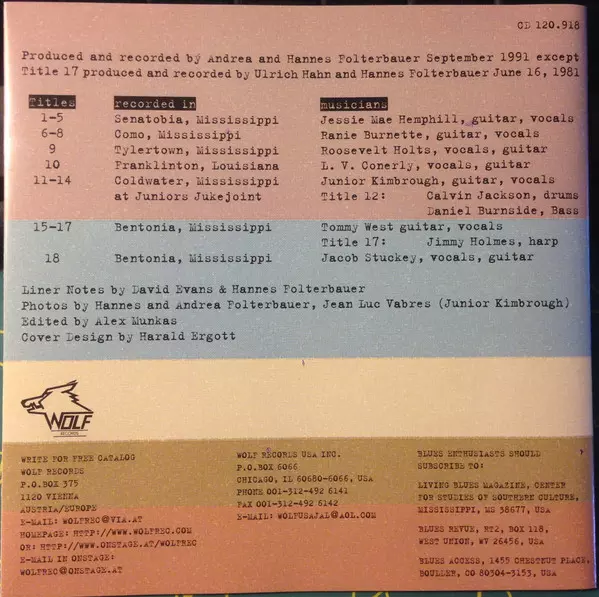 CD 120.918
Produced and recorded by Andrea and Hannes Folterbauer September 1991 except
Title 17 produced and recorded by Ulrich Hahn and Hannes Folterbauer June 16, 1981
Titles recorded in musicians
1-5 Senatobia, Mississippi Jessie Mae Hemphill, guitar, vocals
6-8 Como, Mississippi Ranie Burnette, guitar, vocals
9 Tylertown, Mississippi Roosevelt Holts, vocals, guitar
10 Franklinton, Louisiana L. V. Conerly, vocals, guitar
11-14 Coldwater, Mississippi Junior Kimbrough, guitar, vocals
at Juniors Jukejoint Title 12: Calvin Jackson, drums
Daniel Burnside, Bass
15-17 Bentonia, Mississippi Tommy West guitar, vocals
Title 17: Jimmy Holmes, harp
18 Bentonia, Mississippi Jacob Stuckey, vocals, guitar
Liner Notes by David Evans & Hannes Folterbauer
Photos by Hannes and Andrea Folterbauer, Jean Luc Vabres (Junior Kimbrough)
Edited by Alex Munkas
Cover Design by Harald Ergott
WOLF
RECORDS
WRITE FOR FREE CATALOG
WOLF RECORDS
P.O.BOX 375
1120 VIENNA
AUSTRIA/EUROPE
E-MAIL: WOLFREC@VIA.AT
HOMEPAGE: HTTP://WWW.WOLFREC.COM
OR: HTTP://WWW.ONSTAGE.AT/WOLFREC
E-MAIL IN ONSTAGE:
WOLFREC@ONSTAGE.AT
WOLF RECORDS USA INC.
P.O.BOX 6066
CHICAGO, IL 60680-6066, USA
PHONE 001-312-492 6141
FAX 001-312-492 6142
E-MAIL: WOLFUSAJAL@AOL.COM
BLUES ENTHUSIASTS SHOULD
SUBSCRIBE TO:
LIVING BLUES MAGAZINE, CENTER
FOR STUDIES OF SOUTHERN CULTURE,
MISSISSIPPI, MS 38677, USA
BLUES REVUE, RT2, BOX 118,
WEST UNION, WV 26456, USA
BLUES ACCESS, 1455 CHESTNUT PLACE,
BOULDER, CO 80304-3153, USA